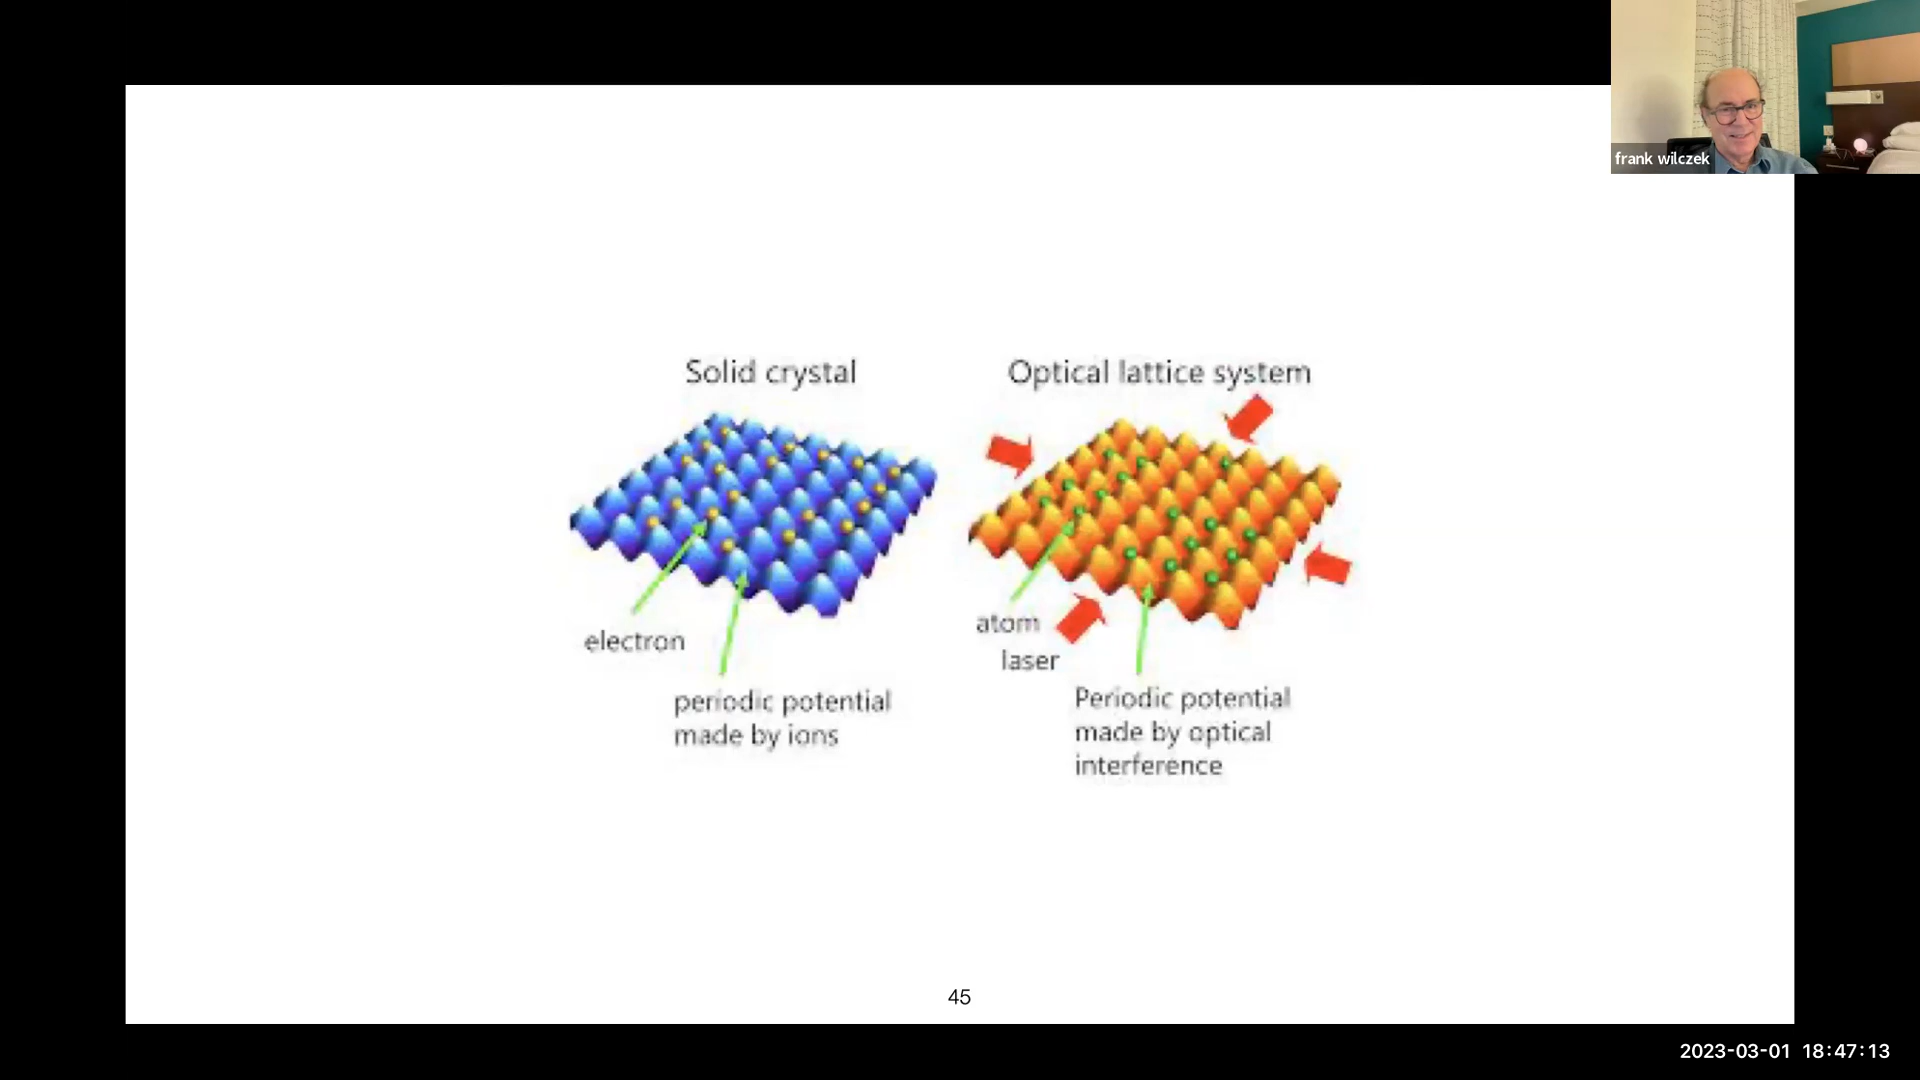 frank wilczek
Solid crystal
Optical lattice system
electron
periodic potential
made by ions
atom
laser
Periodic potential
made by optical
interference
45
2023-03-01 18:47:13